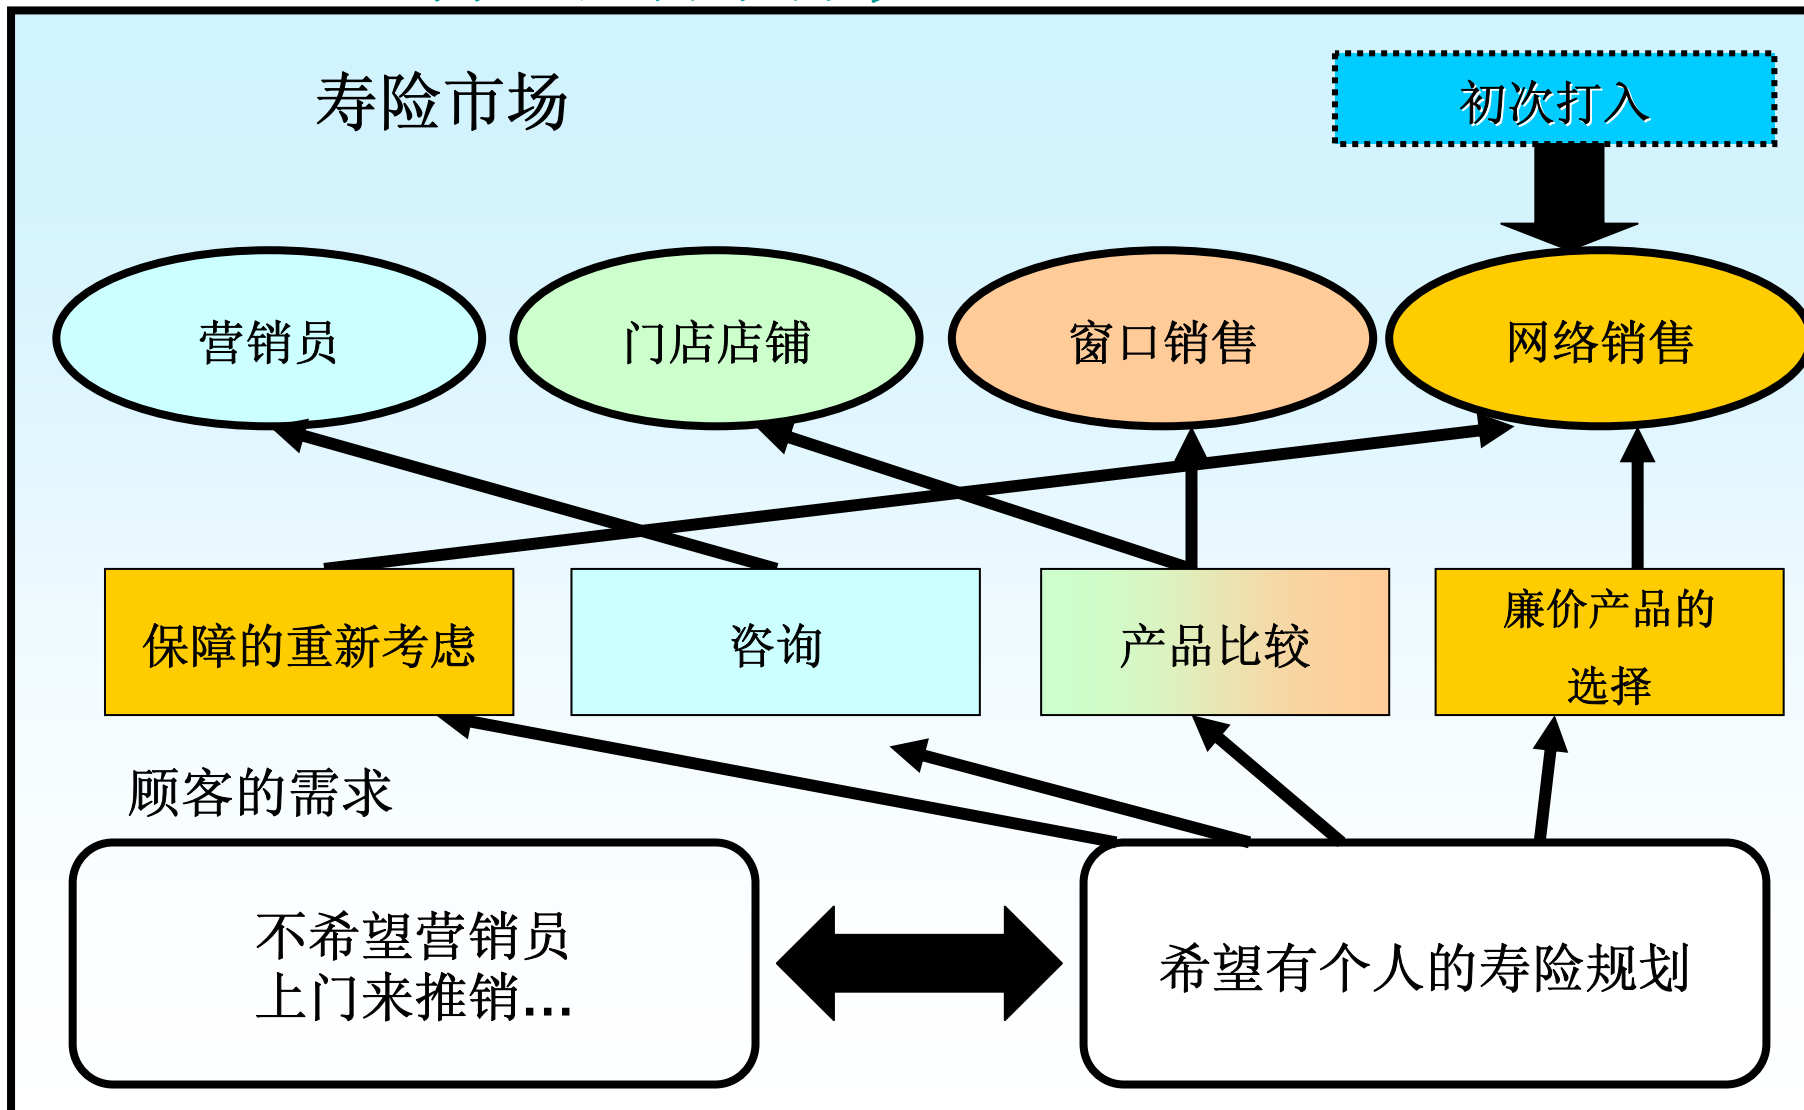 寿险市场
初次打入
营销员
门店店铺
窗口销售
网络销售
保障的重新考虑
咨询
产品比较
廉价产品的
选择
顾客的需求
不希望营销员
上门来推销...
希望有个人的寿险规划